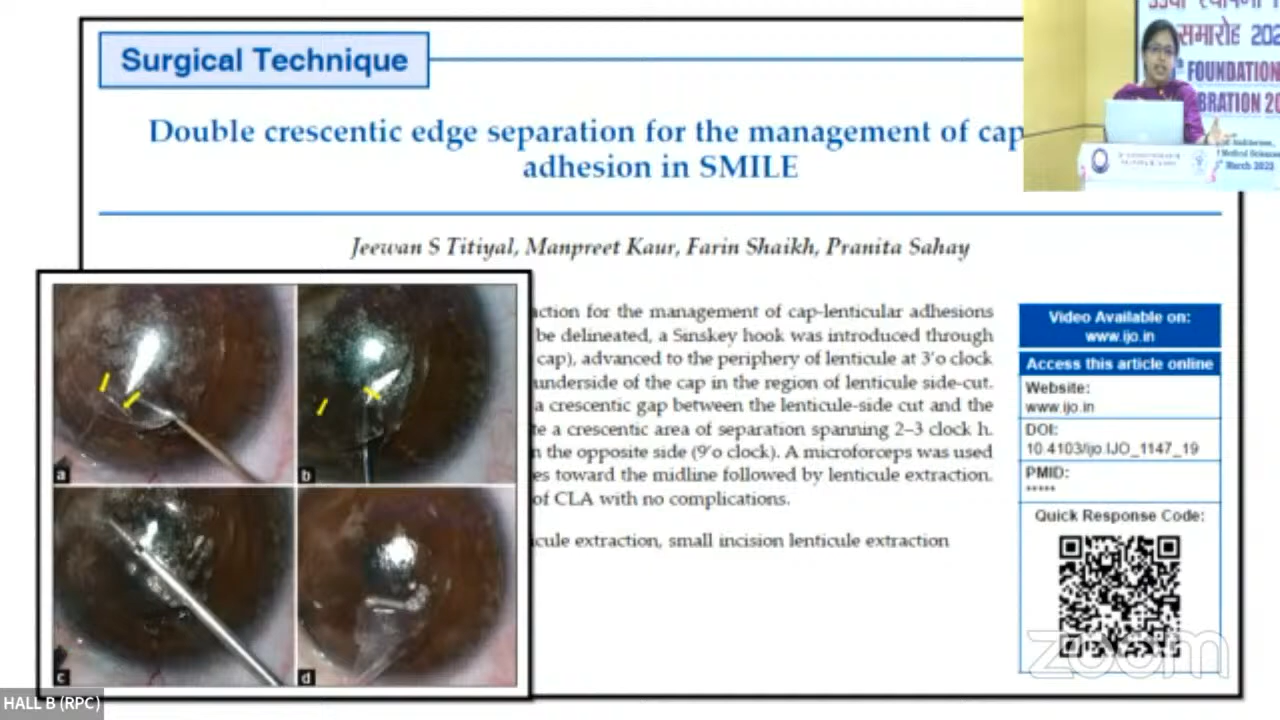 Surgical Technique
Double crescentic edge separation for the management of cap
adhesion in SMILE
Jeewan S Titiyal, Manpreet Kaur, Farin Shaikh, Pranita Sahay
action for the management of cap-lenticular adhesions
be delineated, a Sinskey hook was introduced through
cap), advanced to the periphery of lenticule at 3'o clock
underside of the cap in the region of lenticule side-cut.
a crescentic gap between the lenticule-side cut and the
te a crescentic area of separation spanning 2–3 clock h.
n the opposite side (9'o clock). A microforceps was used
es toward the midline followed by lenticule extraction.
of CLA with no complications.
icule extraction, small incision lenticule extraction
Video Available on:
www.ijo.in
Access this article online
Website:
www.ijo.in
DOI:
10.4103/ijo.IJO_1147_19
PMID:
*****
Quick Response Code:
a
b
c
d
समारोह 202
FOUNDATION
BRATION 20
Medical Sciences
March 2023
zoom
HALL B (RPC)